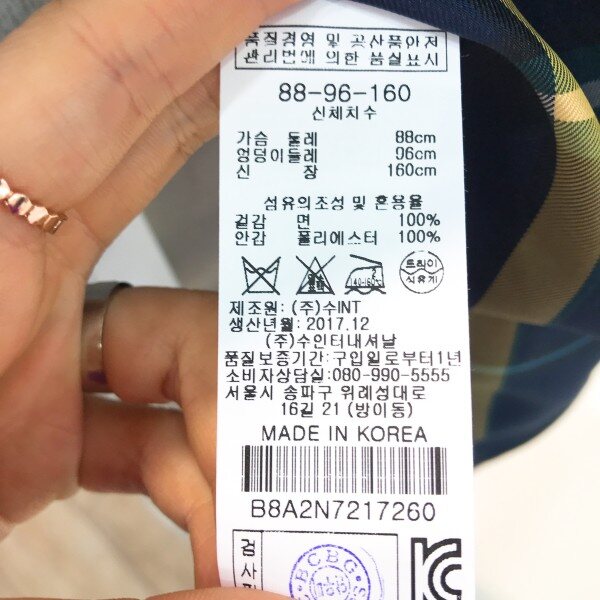 품질경영 및 공산품안저
관리법에 의한 품질표시
88-96-160
신체치수
가슴 둘레 88cm
엉덩이둘레 96cm
신 장 160cm
섬유의조성 및 혼용율
겉감 면 100%
안감 폴리에스터 100%
140-160℃ 드라이
석유계
제조원: (주)수INT
생산년월: 2017.12
(주)수인터내셔날
품질보증기간: 구입일로부터1년
소비자상담실: 080-990-5555
서울시 송파구 위례성대로
16길 21 (방이동)
MADE IN KOREA
B8A2N7217260
검
사
BCBG